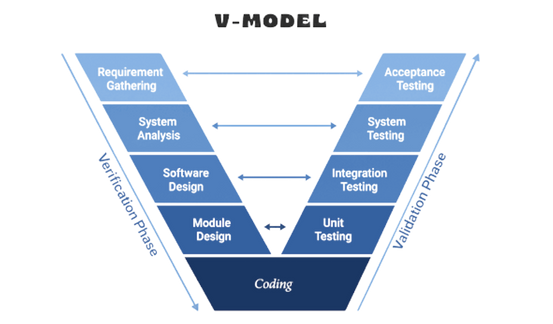 V-MODEL
Requirement
Gathering
Acceptance
Testing
System
Analysis
System
Testing
Software
Design
Integration
Testing
Module
Design
Unit
Testing
Coding
Verification Phase
Validation Phase